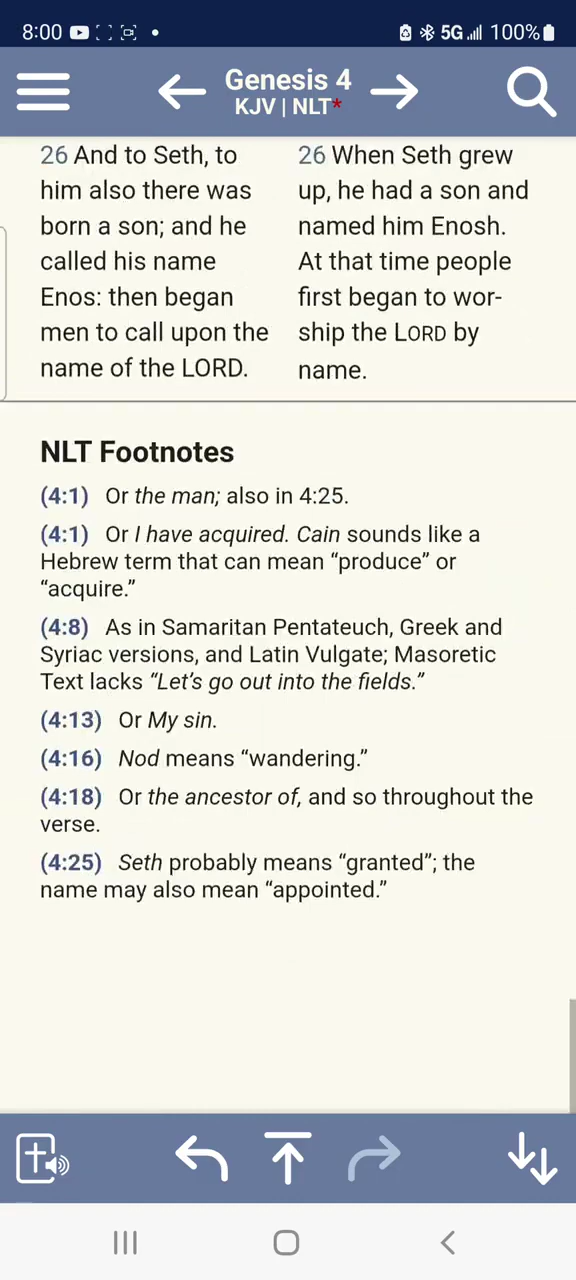 8:00 5G 100%
Genesis 4
KJV | NLT*
26 And to Seth, to
him also there was
born a son; and he
called his name
Enos: then began
men to call upon the
name of the LORD.
26 When Seth grew
up, he had a son and
named him Enosh.
At that time people
first began to wor-
ship the LORD by
name.
NLT Footnotes
(4:1) Or the man; also in 4:25.
(4:1) Or I have acquired. Cain sounds like a
Hebrew term that can mean “produce” or
“acquire.”
(4:8) As in Samaritan Pentateuch, Greek and
Syriac versions, and Latin Vulgate; Masoretic
Text lacks “Let’s go out into the fields.”
(4:13) Or My sin.
(4:16) Nod means “wandering.”
(4:18) Or the ancestor of, and so throughout the
verse.
(4:25) Seth probably means “granted”; the
name may also mean “appointed.”